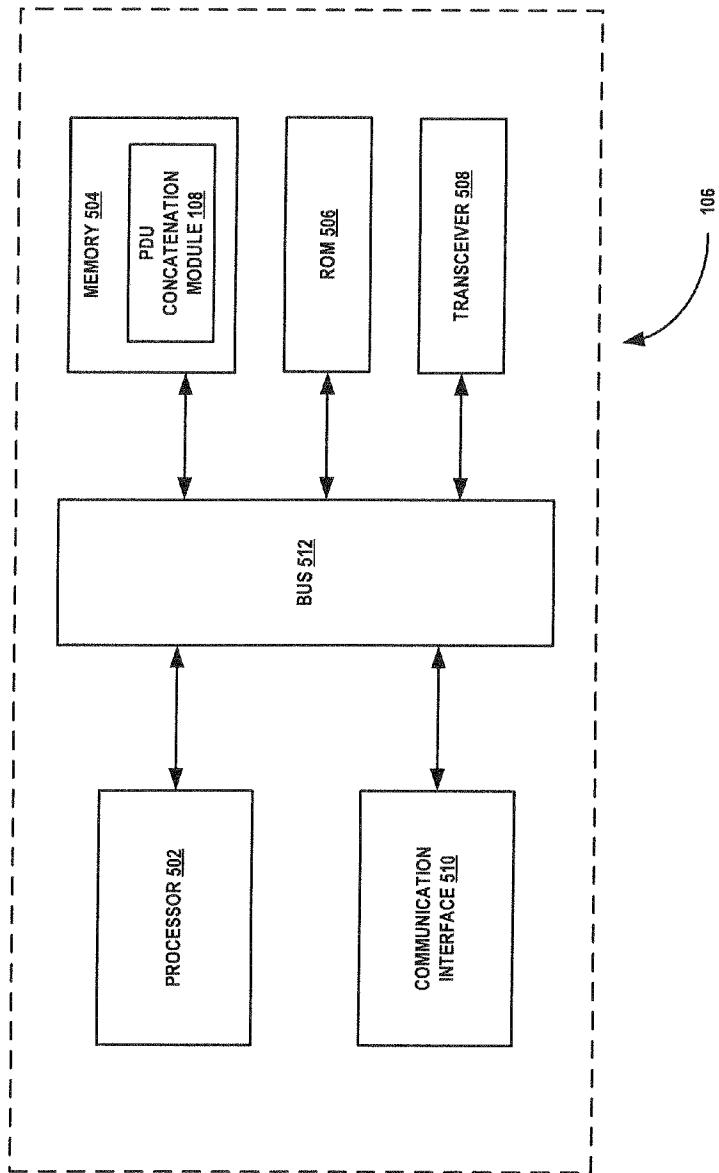 MEMORY 504
PDU
CONCATENATION
MODULE 108
ROM 506
TRANSCEIVER 508
BUS 512
PROCESSOR 502
COMMUNICATION
INTERFACE 510
106